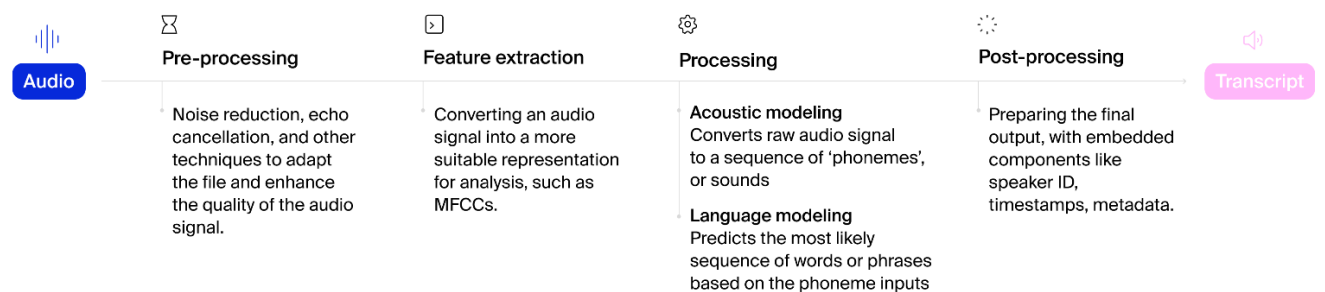 Audio
Pre-processing
Noise reduction, echo
cancellation, and other
techniques to adapt
the file and enhance
the quality of the audio
signal.
Feature extraction
Converting an audio
signal into a more
suitable representation
for analysis, such as
MFCCs.
Processing
Acoustic modeling
Converts raw audio signal
to a sequence of ‘phonemes’,
or sounds
Language modeling
Predicts the most likely
sequence of words or phrases
based on the phoneme inputs
Post-processing
Preparing the final
output, with embedded
components like
speaker ID,
timestamps, metadata.
Transcript